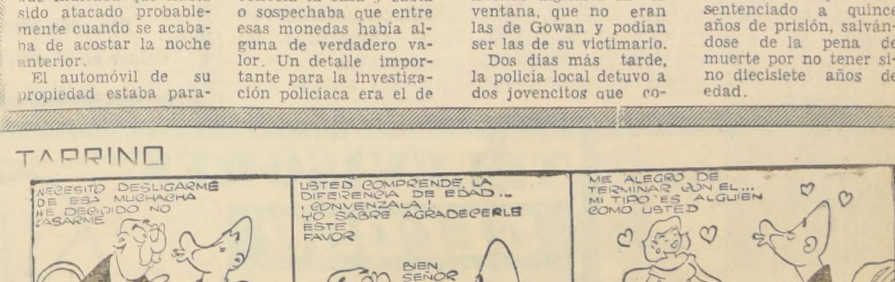 sido atacado probable-
mente cuando se acaba-
ba de acostar la noche
anterior.
El automóvil de su
propiedad estaba para-
o sospechaba que entre
esas monedas había al-
guna de verdadero va-
lor. Un detalle impor-
tante para la investiga-
ción policíaca era el de
ventana, que no eran
las de Gowan y podían
ser las de su victimario.
Dos días más tarde,
la policía local detuvo a
dos jovencitos que co-
sentenciado a quince
años de prisión, salván-
dose de la pena de
muerte por no tener si-
no diecisiete años de
edad.
TAPRINO
NECESITO DESLIGARME
DE ESA MUCHACHA
HE DECIDIDO NO
CASARME
USTED COMPRENDE LA
DIFERENCIA DE EDAD...
¡CONVENZALA!
YO SABRE AGRADECERLE
ESTE
FAVOR
BIEN
SEÑOR
ME ALEGRO DE
TERMINAR CON EL...
MI TIPO ES ALGUIEN
COMO USTED